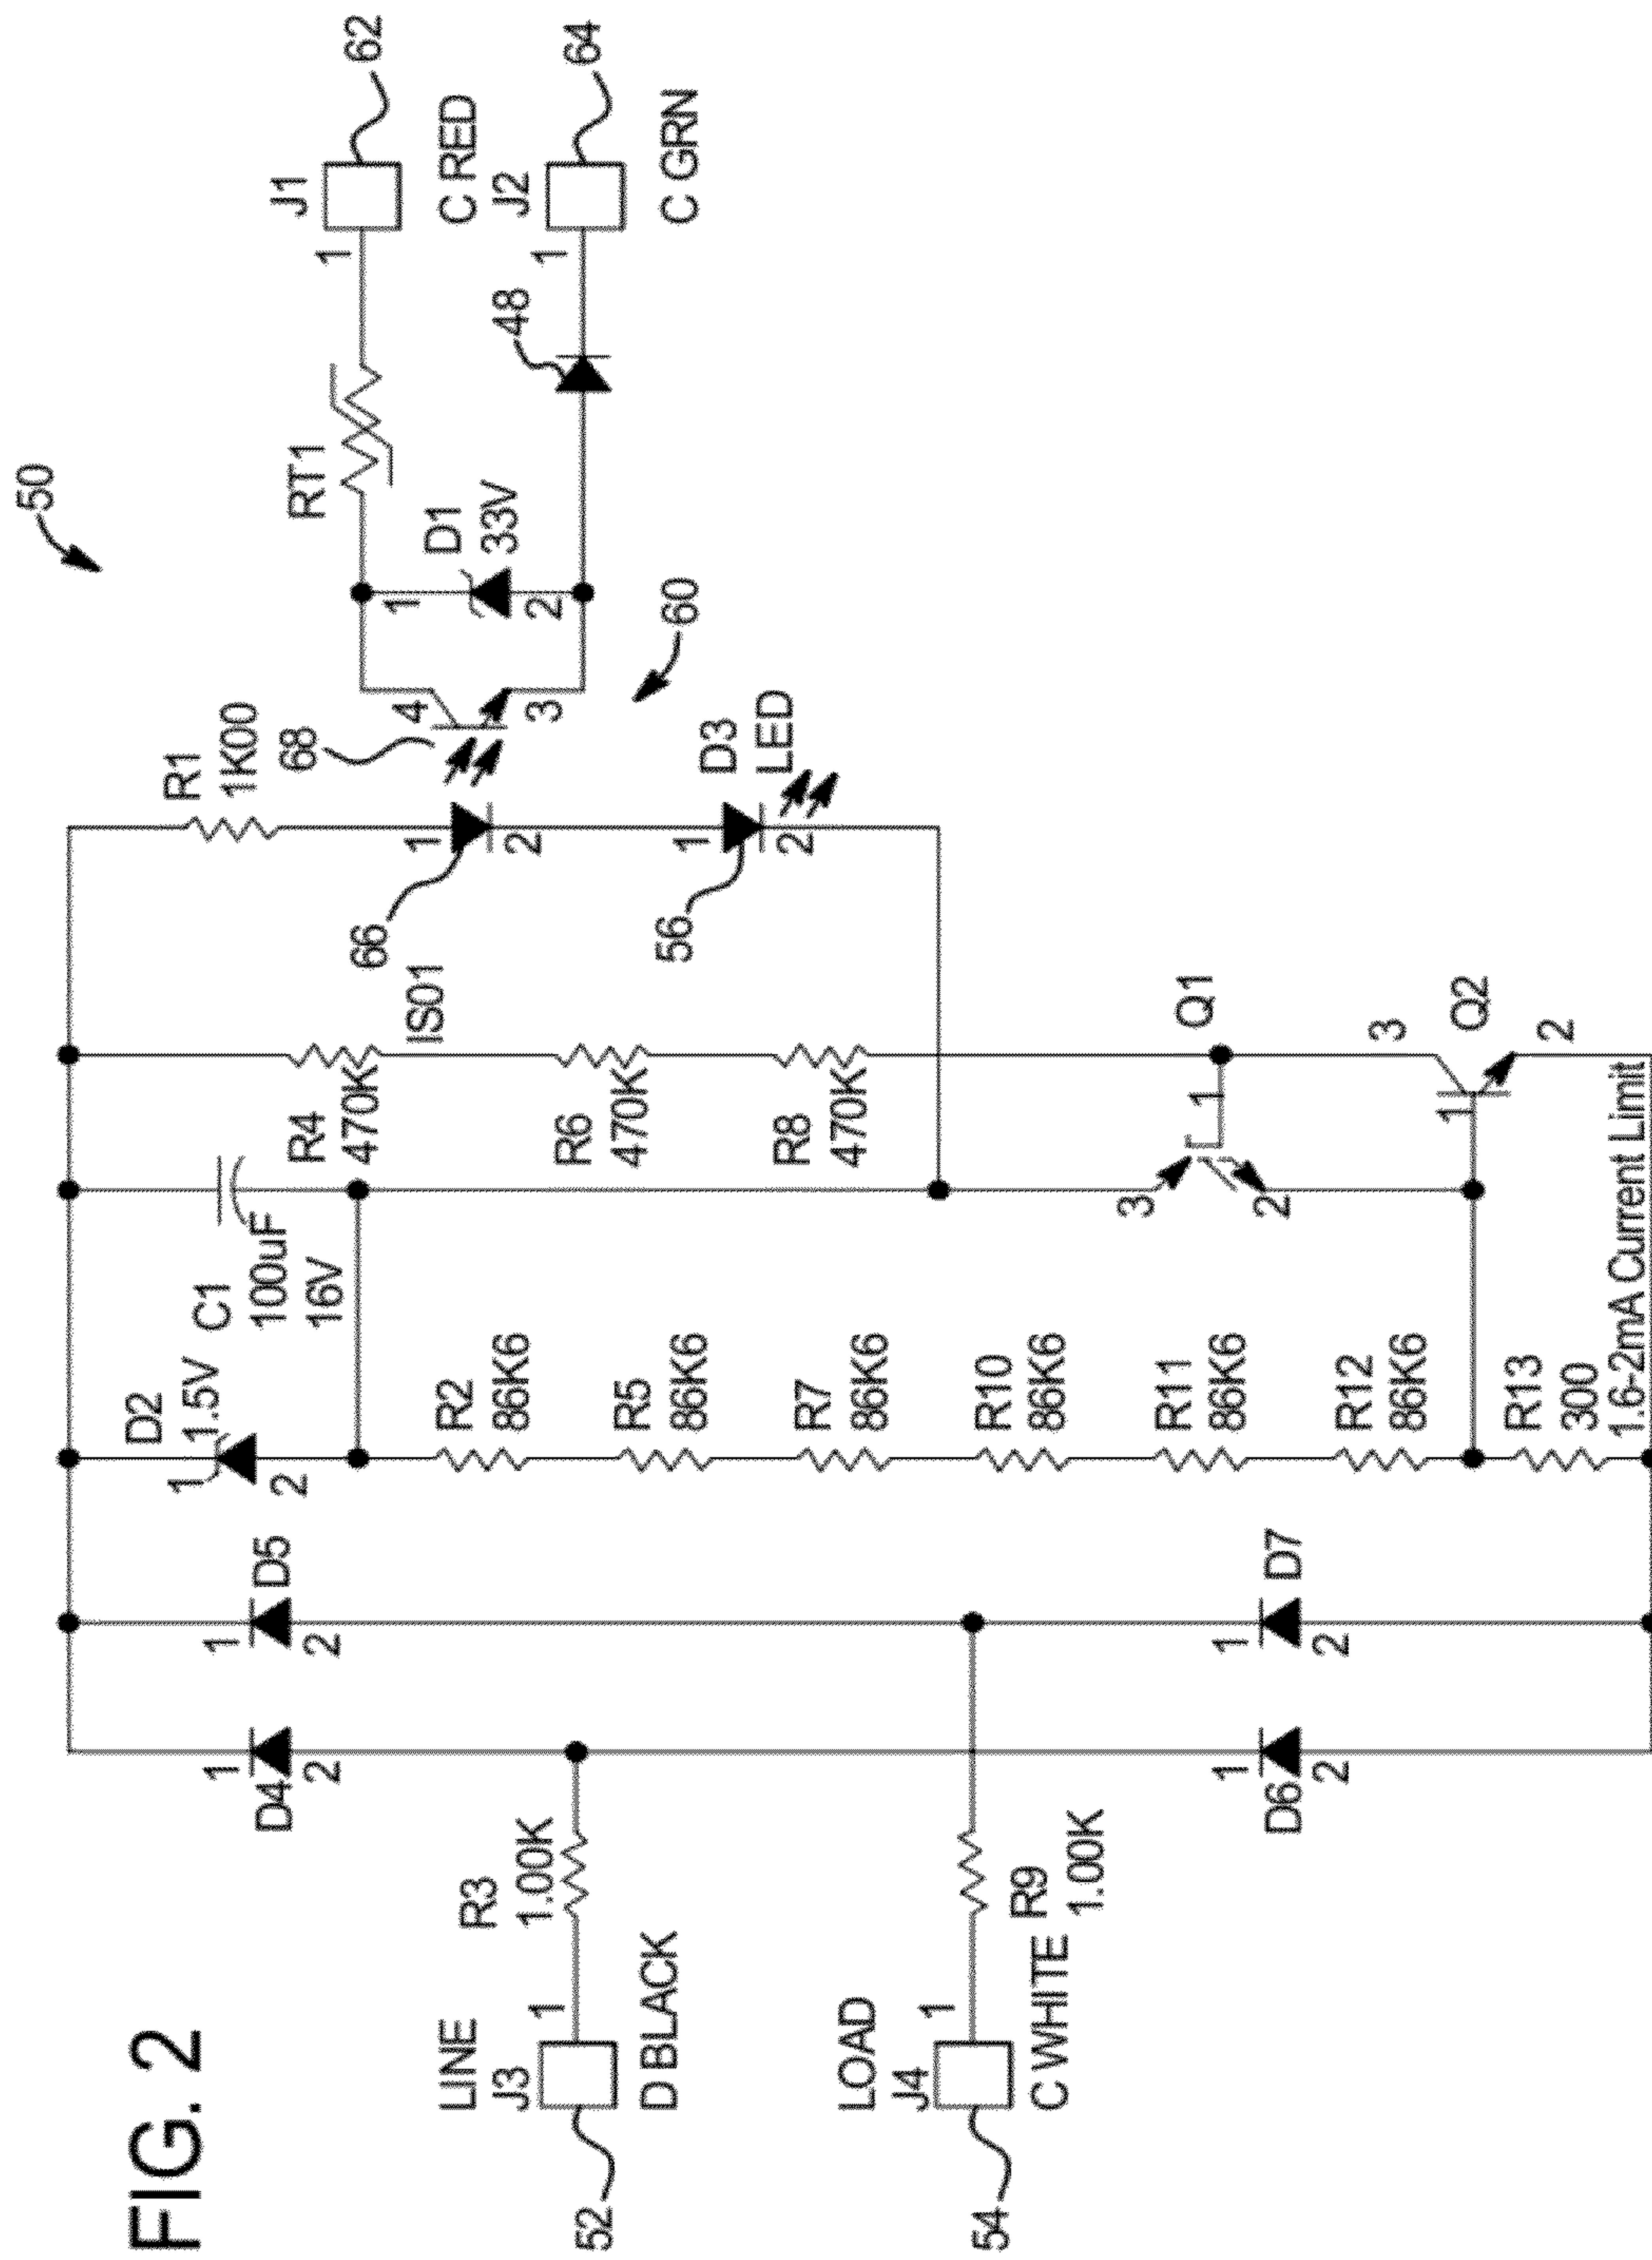 FIG. 2
50
LINE
J3
1
D BLACK
52
R3
1.00K
LOAD
J4
1
C WHITE
54
R9
1.00K
1
D4
2
1
D5
2
1
D6
2
1
D7
2
D2
11.5V
1
2
C1
100uF
16V
R2
86K6
R5
86K6
R7
86K6
R10
86K6
R11
86K6
R12
86K6
R13
300
1.6-2mA Current Limit
R4
470K
R6
470K
R8
470K
IS01
3
2
1
Q1
1
3
Q2
2
R1
1K00
68
66
1
2
56
1
2
D3
LED
4
3
60
1
D1
33V
2
RT1
1
J1
C RED
62
48
1
J2
C GRN
64